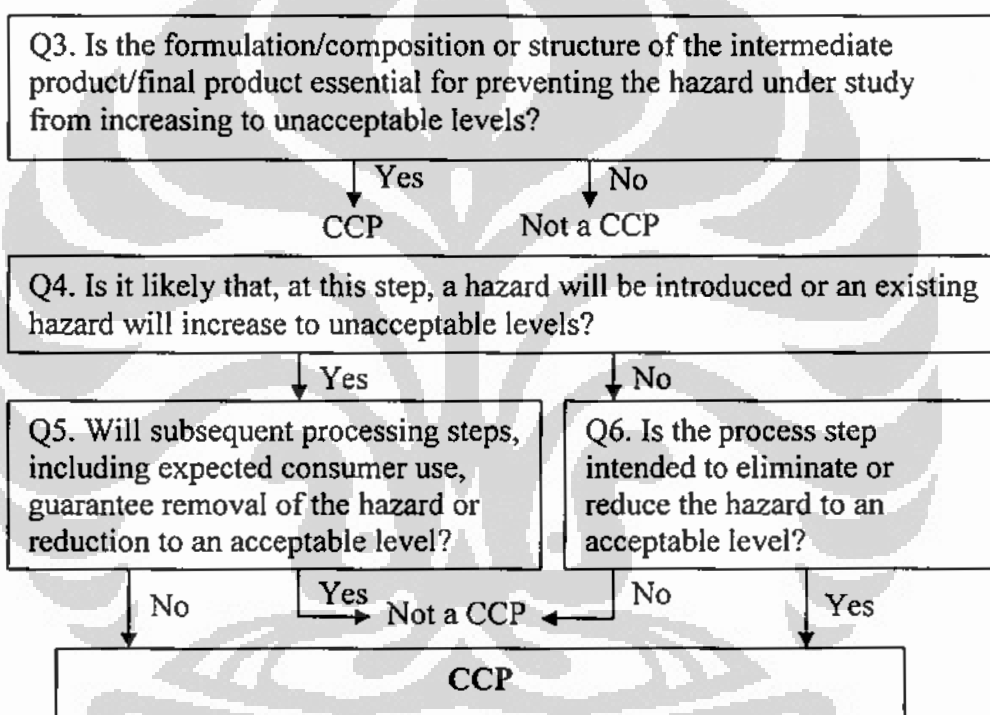 Q3. Is the formulation/composition or structure of the intermediate
product/final product essential for preventing the hazard under study
from increasing to unacceptable levels?
Yes
No
CCP
Not a CCP
Q4. Is it likely that, at this step, a hazard will be introduced or an existing
hazard will increase to unacceptable levels?
Yes
No
Q5. Will subsequent processing steps,
including expected consumer use,
guarantee removal of the hazard or
reduction to an acceptable level?
Q6. Is the process step
intended to eliminate or
reduce the hazard to an
acceptable level?
No
Yes
Not a CCP
No
Yes
CCP